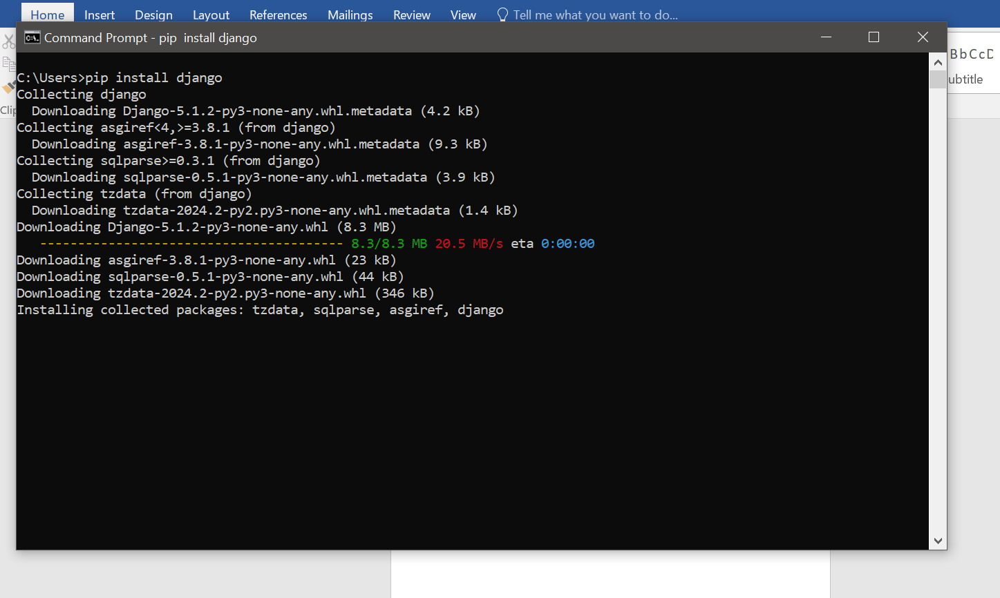 Home Insert Design Layout References Mailings Review View Tell me what you want to do...
Command Prompt - pip  install django
BbCcD
ubtitle
Clip
C:\Users>pip install django
Collecting django
  Downloading Django-5.1.2-py3-none-any.whl.metadata (4.2 kB)
Collecting asgiref<4,>=3.8.1 (from django)
  Downloading asgiref-3.8.1-py3-none-any.whl.metadata (9.3 kB)
Collecting sqlparse>=0.3.1 (from django)
  Downloading sqlparse-0.5.1-py3-none-any.whl.metadata (3.9 kB)
Collecting tzdata (from django)
  Downloading tzdata-2024.2-py2.py3-none-any.whl.metadata (1.4 kB)
Downloading Django-5.1.2-py3-none-any.whl (8.3 MB)
   ---------------------------------------- 8.3/8.3 MB 20.5 MB/s eta 0:00:00
Downloading asgiref-3.8.1-py3-none-any.whl (23 kB)
Downloading sqlparse-0.5.1-py3-none-any.whl (44 kB)
Downloading tzdata-2024.2-py2.py3-none-any.whl (346 kB)
Installing collected packages: tzdata, sqlparse, asgiref, django